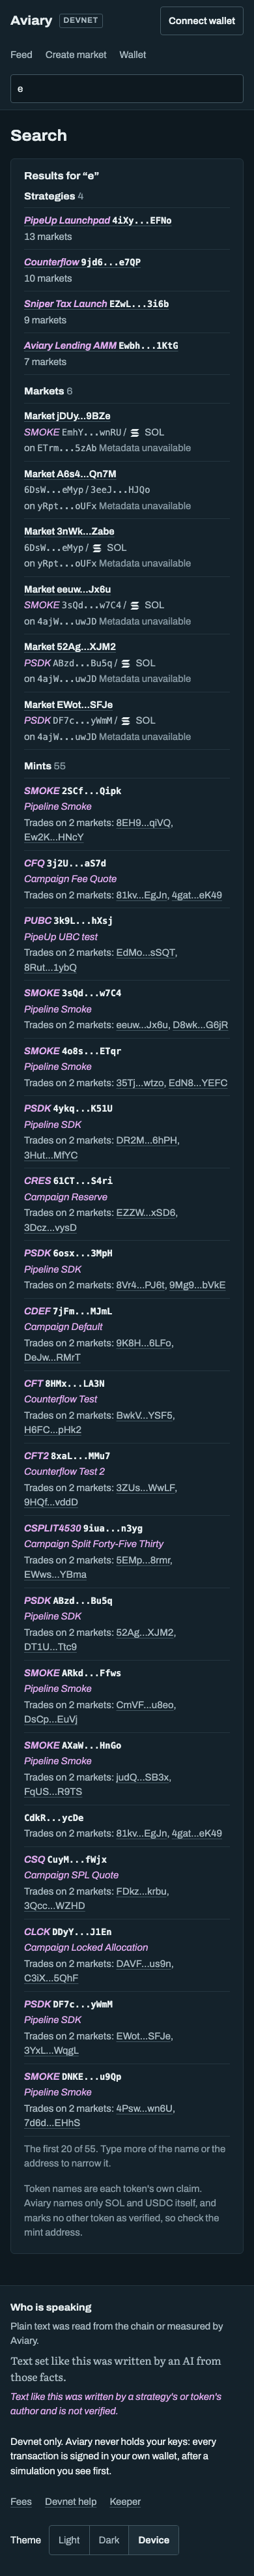 Aviary DEVNET Connect wallet
Feed Create market Wallet
e
Search
Results for “e”
Strategies 4
PipeUp Launchpad 4iXy...EFNo
13 markets
Counterflow 9jd6...e7QP
10 markets
Sniper Tax Launch EZwL...3i6b
9 markets
Aviary Lending AMM Ewbh...1KtG
7 markets
Markets 6
Market jDUy...9BZe
SMOKE EmhY...wnRU / SOL
on ETrm...5zAb Metadata unavailable
Market A6s4...Qn7M
6DsW...eMyp / 3eeJ...HJQo
on yRpt...oUFx Metadata unavailable
Market 3nWk...Zabe
6DsW...eMyp / SOL
on yRpt...oUFx Metadata unavailable
Market eeuw...Jx6u
SMOKE 3sQd...w7C4 / SOL
on 4ajW...uwJD Metadata unavailable
Market 52Ag...XJM2
PSDK ABzd...Bu5q / SOL
on 4ajW...uwJD Metadata unavailable
Market EWot...SFJe
PSDK DF7c...yWmM / SOL
on 4ajW...uwJD Metadata unavailable
Mints 55
SMOKE 2SCf...Qipk
Pipeline Smoke
Trades on 2 markets: 8EH9...qiVQ,
Ew2K...HNcY
CFQ 3j2U...aS7d
Campaign Fee Quote
Trades on 2 markets: 81kv...EgJn, 4gat...eK49
PUBC 3k9L...hXsj
PipeUp UBC test
Trades on 2 markets: EdMo...sSQT,
8Rut...1ybQ
SMOKE 3sQd...w7C4
Pipeline Smoke
Trades on 2 markets: eeuw...Jx6u, D8wk...G6jR
SMOKE 4o8s...ETqr
Pipeline Smoke
Trades on 2 markets: 35Tj...wtzo, EdN8...YEFC
PSDK 4ykq...K51U
Pipeline SDK
Trades on 2 markets: DR2M...6hPH,
3Hut...MfYC
CRES 61CT...S4ri
Campaign Reserve
Trades on 2 markets: EZZW...xSD6,
3Dcz...vysD
PSDK 6osx...3MpH
Pipeline SDK
Trades on 2 markets: 8Vr4...PJ6t, 9Mg9...bVkE
CDEF 7jFm...MJmL
Campaign Default
Trades on 2 markets: 9K8H...6LFo,
DeJw...RMrT
CFT 8HMx...LA3N
Counterflow Test
Trades on 2 markets: BwkV...YSF5,
H6FC...pHk2
CFT2 8xaL...MMu7
Counterflow Test 2
Trades on 2 markets: 3ZUs...WwLF,
9HQf...vddD
CSPLIT4530 9iua...n3yg
Campaign Split Forty-Five Thirty
Trades on 2 markets: 5EMp...8rmr,
EWws...YBma
PSDK ABzd...Bu5q
Pipeline SDK
Trades on 2 markets: 52Ag...XJM2,
DT1U...Ttc9
SMOKE ARkd...Ffws
Pipeline Smoke
Trades on 2 markets: CmVF...u8eo,
DsCp...EuVj
SMOKE AXaW...HnGo
Pipeline Smoke
Trades on 2 markets: judQ...SB3x,
FqUS...R9TS
CdkR...ycDe
Trades on 2 markets: 81kv...EgJn, 4gat...eK49
CSQ CuyM...fWjx
Campaign SPL Quote
Trades on 2 markets: FDkz...krbu,
3Qcc...WZHD
CLCK DDyY...J1En
Campaign Locked Allocation
Trades on 2 markets: DAVF...us9n,
C3iX...5QhF
PSDK DF7c...yWmM
Pipeline SDK
Trades on 2 markets: EWot...SFJe,
3YxL...WqgL
SMOKE DNKE...u9Qp
Pipeline Smoke
Trades on 2 markets: 4Psw...wn6U,
7d6d...EHhS
The first 20 of 55. Type more of the name or the
address to narrow it.
Token names are each token's own claim.
Aviary names only SOL and USDC itself, and
marks no other token as verified, so check the
mint address.
Who is speaking
Plain text was read from the chain or measured by
Aviary.
Text set like this was written by an AI from
those facts.
Text like this was written by a strategy's or token's
author and is not verified.
Devnet only. Aviary never holds your keys: every
transaction is signed in your own wallet, after a
simulation you see first.
Fees Devnet help Keeper
Theme Light Dark Device